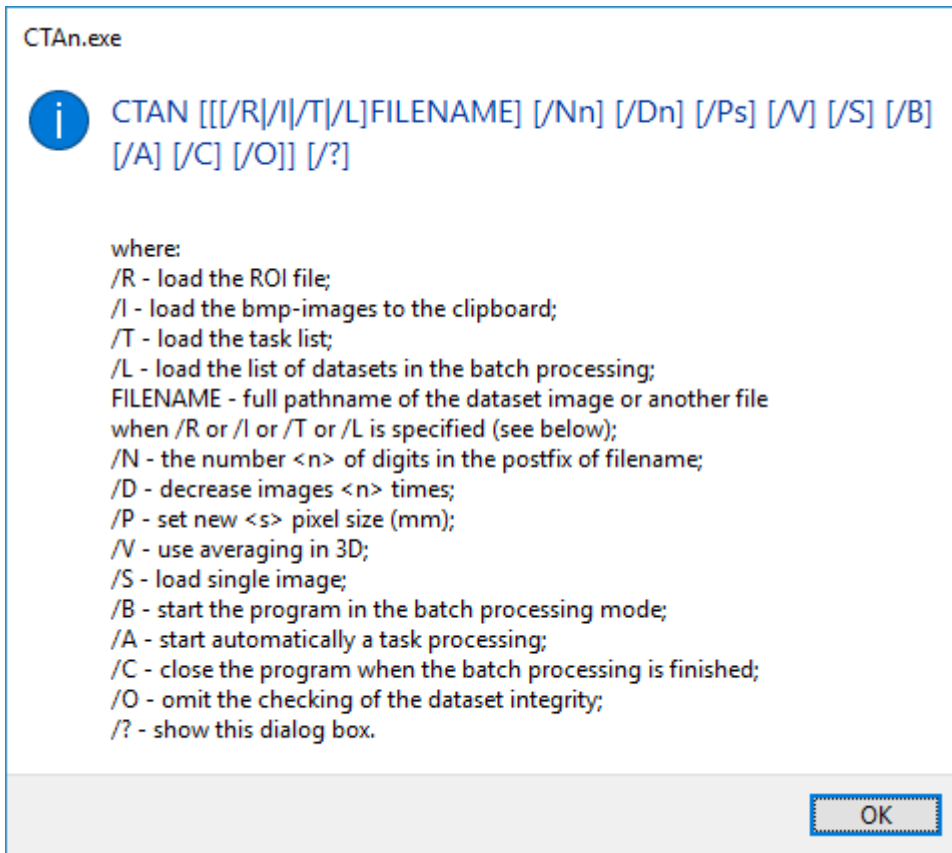 CTAn.exe
CTAN [[[/R|/I|/T|/L]FILENAME] [/Nn] [/Dn] [/Ps] [/V] [/S] [/B]
[/A] [/C] [/O]] [/?]
where:
/R - load the ROI file;
/I - load the bmp-images to the clipboard;
/T - load the task list;
/L - load the list of datasets in the batch processing;
FILENAME - full pathname of the dataset image or another file
when /R or /I or /T or /L is specified (see below);
/N - the number <n> of digits in the postfix of filename;
/D - decrease images <n> times;
/P - set new <s> pixel size (mm);
/V - use averaging in 3D;
/S - load single image;
/B - start the program in the batch processing mode;
/A - start automatically a task processing;
/C - close the program when the batch processing is finished;
/O - omit the checking of the dataset integrity;
/? - show this dialog box.
OK